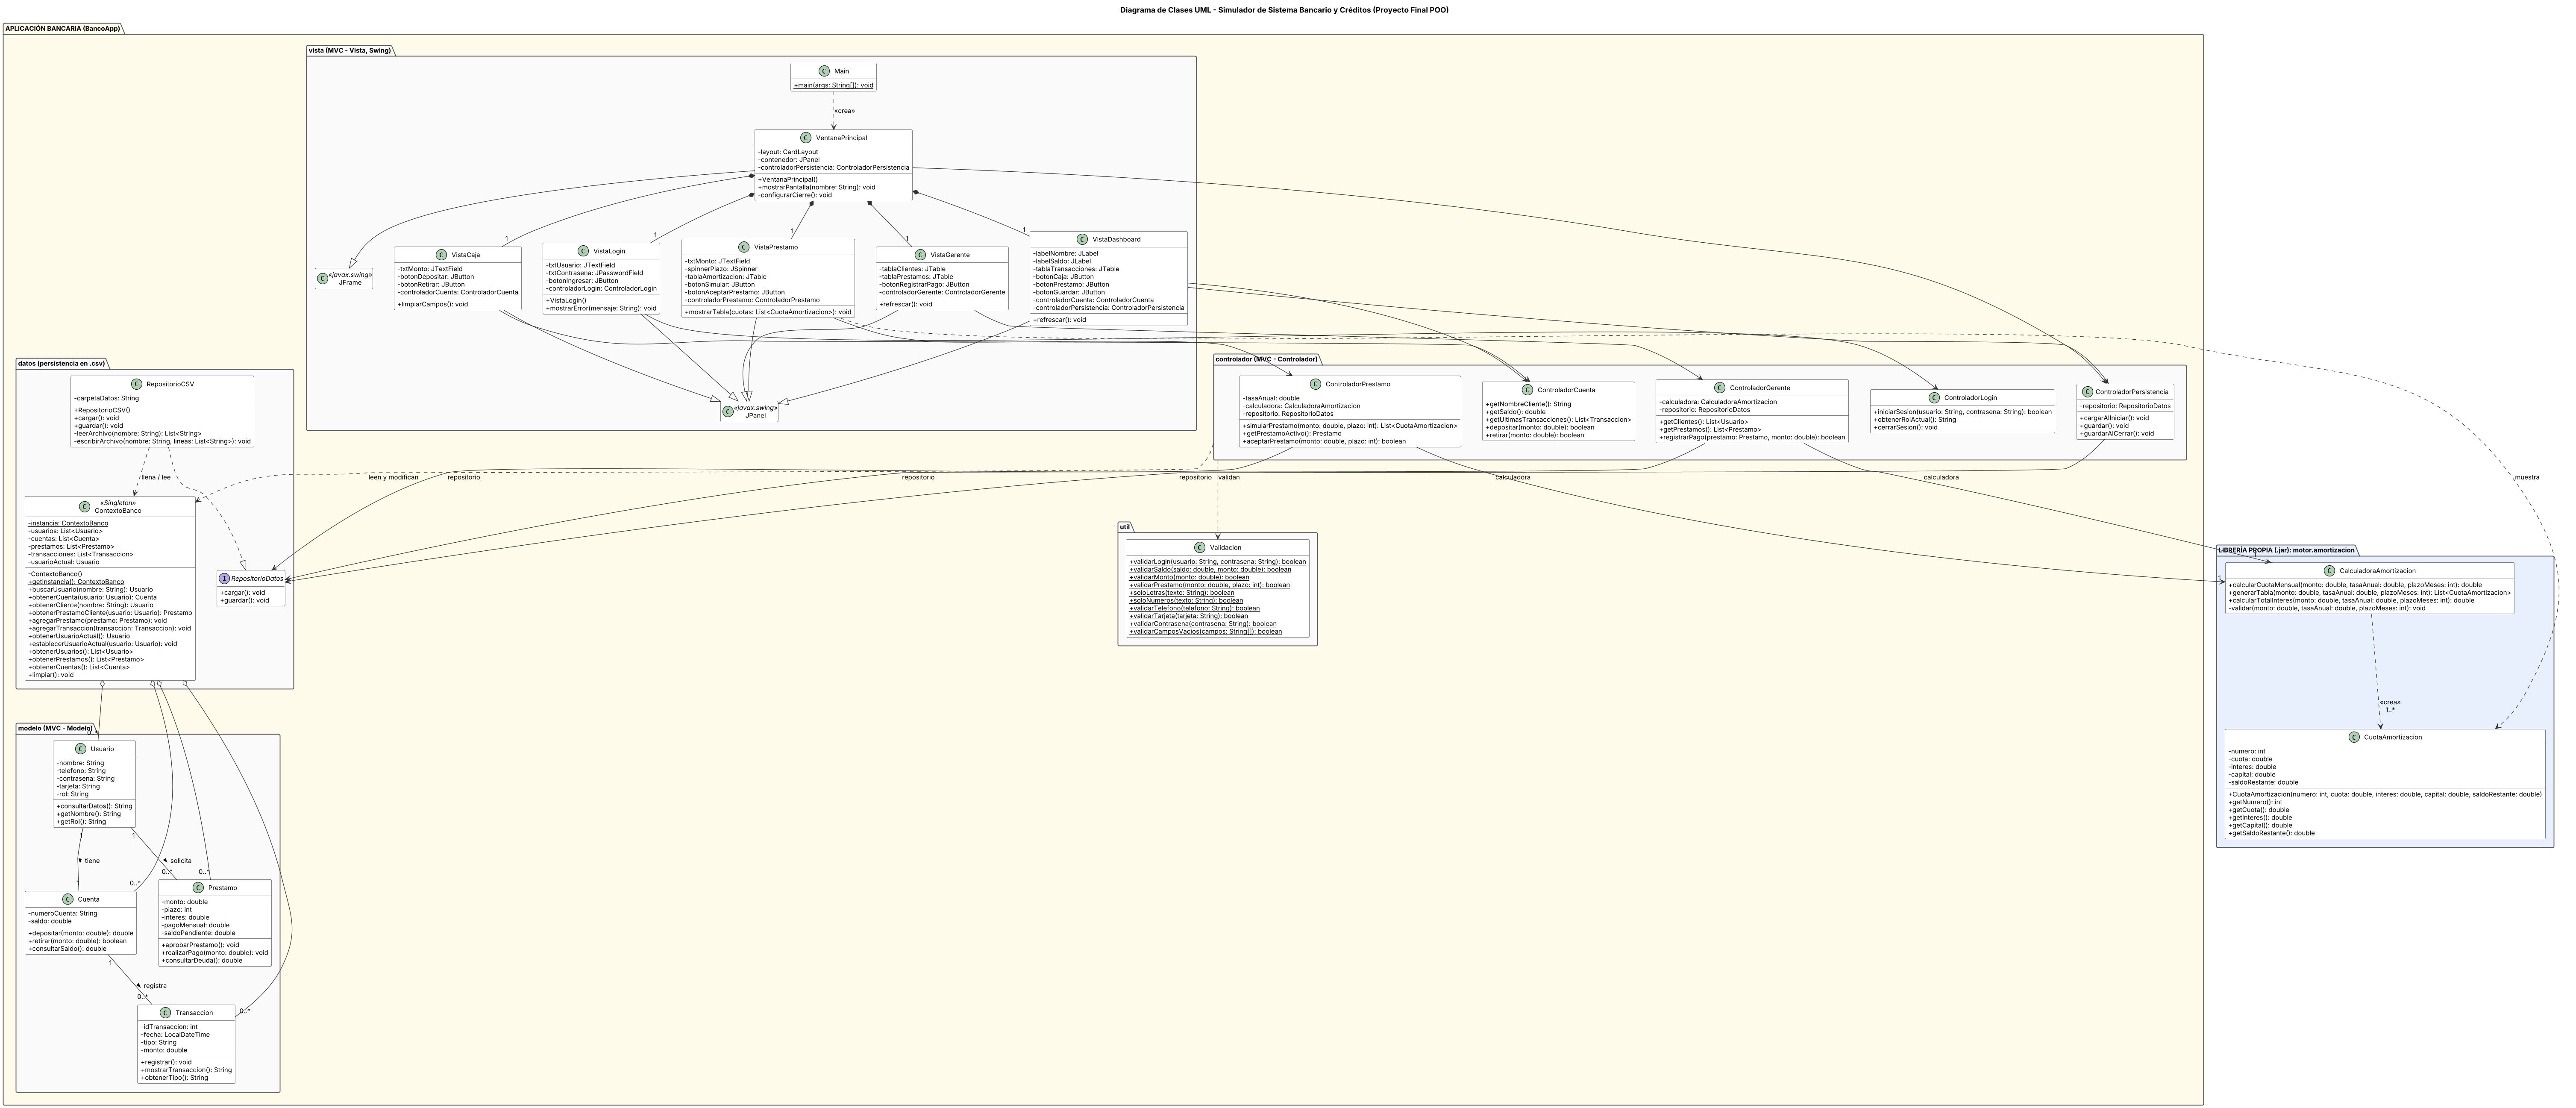 Diagrama de Clases UML - Simulador de Sistema Bancario y Créditos (Proyecto Final POO)
APLICACIÓN BANCARIA (BancoApp)
vista (MVC - Vista, Swing)
C Main
+main(args: String[]): void
«crea»
C VentanaPrincipal
-layout: CardLayout
-contenedor: JPanel
-controladorPersistencia: ControladorPersistencia
+VentanaPrincipal()
+mostrarPantalla(nombre: String): void
-configurarCierre(): void
1
1
1
1
1
C «javax.swing»
JFrame
C VistaCaja
-txtMonto: JTextField
-botonDepositar: JButton
-botonRetirar: JButton
-controladorCuenta: ControladorCuenta
+limpiarCampos(): void
C VistaLogin
-txtUsuario: JTextField
-txtContrasena: JPasswordField
-botonIngresar: JButton
-controladorLogin: ControladorLogin
+VistaLogin()
+mostrarError(mensaje: String): void
C VistaPrestamo
-txtMonto: JTextField
-spinnerPlazo: JSpinner
-tablaAmortizacion: JTable
-botonSimular: JButton
-botonAceptarPrestamo: JButton
-controladorPrestamo: ControladorPrestamo
+mostrarTabla(cuotas: List<CuotaAmortizacion>): void
C VistaGerente
-tablaClientes: JTable
-tablaPrestamos: JTable
-botonRegistrarPago: JButton
-controladorGerente: ControladorGerente
+refrescar(): void
C VistaDashboard
-labelNombre: JLabel
-labelSaldo: JLabel
-tablaTransacciones: JTable
-botonCaja: JButton
-botonPrestamo: JButton
-botonGuardar: JButton
-controladorCuenta: ControladorCuenta
-controladorPersistencia: ControladorPersistencia
+refrescar(): void
C «javax.swing»
JPanel
controlador (MVC - Controlador)
C ControladorPrestamo
-tasaAnual: double
-calculadora: CalculadoraAmortizacion
-repositorio: RepositorioDatos
+simularPrestamo(monto: double, plazo: int): List<CuotaAmortizacion>
+getPrestamoActivo(): Prestamo
+aceptarPrestamo(monto: double, plazo: int): boolean
C ControladorCuenta
+getNombreCliente(): String
+getSaldo(): double
+getUltimasTransacciones(): List<Transaccion>
+depositar(monto: double): boolean
+retirar(monto: double): boolean
C ControladorGerente
-calculadora: CalculadoraAmortizacion
-repositorio: RepositorioDatos
+getClientes(): List<Usuario>
+getPrestamos(): List<Prestamo>
+registrarPago(prestamo: Prestamo, monto: double): boolean
C ControladorLogin
+iniciarSesion(usuario: String, contrasena: String): boolean
+obtenerRolActual(): String
+cerrarSesion(): void
C ControladorPersistencia
-repositorio: RepositorioDatos
+cargarAlIniciar(): void
+guardar(): void
+guardarAlCerrar(): void
datos (persistencia en .csv)
C RepositorioCSV
-carpetaDatos: String
+RepositorioCSV()
+cargar(): void
+guardar(): void
-leerArchivo(nombre: String): List<String>
-escribirArchivo(nombre: String, lineas: List<String>): void
llena / lee
leen y modifican
repositorio
repositorio
repositorio
validan
calculadora
calculadora
muestra
C «Singleton»
ContextoBanco
-instancia: ContextoBanco
-usuarios: List<Usuario>
-cuentas: List<Cuenta>
-prestamos: List<Prestamo>
-transacciones: List<Transaccion>
-usuarioActual: Usuario
-ContextoBanco()
+getInstancia(): ContextoBanco
+buscarUsuario(nombre: String): Usuario
+obtenerCuenta(usuario: Usuario): Cuenta
+obtenerCliente(nombre: String): Usuario
+obtenerPrestamoCliente(usuario: Usuario): Prestamo
+agregarPrestamo(prestamo: Prestamo): void
+agregarTransaccion(transaccion: Transaccion): void
+obtenerUsuarioActual(): Usuario
+establecerUsuarioActual(usuario: Usuario): void
+obtenerUsuarios(): List<Usuario>
+obtenerPrestamos(): List<Prestamo>
+obtenerCuentas(): List<Cuenta>
+limpiar(): void
I RepositorioDatos
+cargar(): void
+guardar(): void
util
C Validacion
+validarLogin(usuario: String, contrasena: String): boolean
+validarSaldo(saldo: double, monto: double): boolean
+validarMonto(monto: double): boolean
+validarPrestamo(monto: double, plazo: int): boolean
+soloLetras(texto: String): boolean
+soloNumeros(texto: String): boolean
+validarTelefono(telefono: String): boolean
+validarTarjeta(tarjeta: String): boolean
+validarContrasena(contrasena: String): boolean
+validarCamposVacios(campos: String[]): boolean
LIBRERÍA PROPIA (.jar): motor.amortizacion
1
C CalculadoraAmortizacion
+calcularCuotaMensual(monto: double, tasaAnual: double, plazoMeses: int): double
+generarTabla(monto: double, tasaAnual: double, plazoMeses: int): List<CuotaAmortizacion>
+calcularTotalInteres(monto: double, tasaAnual: double, plazoMeses: int): double
-validar(monto: double, tasaAnual: double, plazoMeses: int): void
«crea»
1..*
C CuotaAmortizacion
-numero: int
-cuota: double
-interes: double
-capital: double
-saldoRestante: double
+CuotaAmortizacion(numero: int, cuota: double, interes: double, capital: double, saldoRestante: double)
+getNumero(): int
+getCuota(): double
+getInteres(): double
+getCapital(): double
+getSaldoRestante(): double
modelo (MVC - Modelo)
C Usuario
-nombre: String
-telefono: String
-contrasena: String
-tarjeta: String
-rol: String
+consultarDatos(): String
+getNombre(): String
+getRol(): String
1
1
tiene
solicita
1
0..*
0..*
0..*
C Cuenta
-numeroCuenta: String
-saldo: double
+depositar(monto: double): double
+retirar(monto: double): boolean
+consultarSaldo(): double
C Prestamo
-monto: double
-plazo: int
-interes: double
-pagoMensual: double
-saldoPendiente: double
+aprobarPrestamo(): void
+realizarPago(monto: double): void
+consultarDeuda(): double
1
registra
0..*
0..*
C Transaccion
-idTransaccion: int
-fecha: LocalDateTime
-tipo: String
-monto: double
+registrar(): void
+mostrarTransaccion(): String
+obtenerTipo(): String